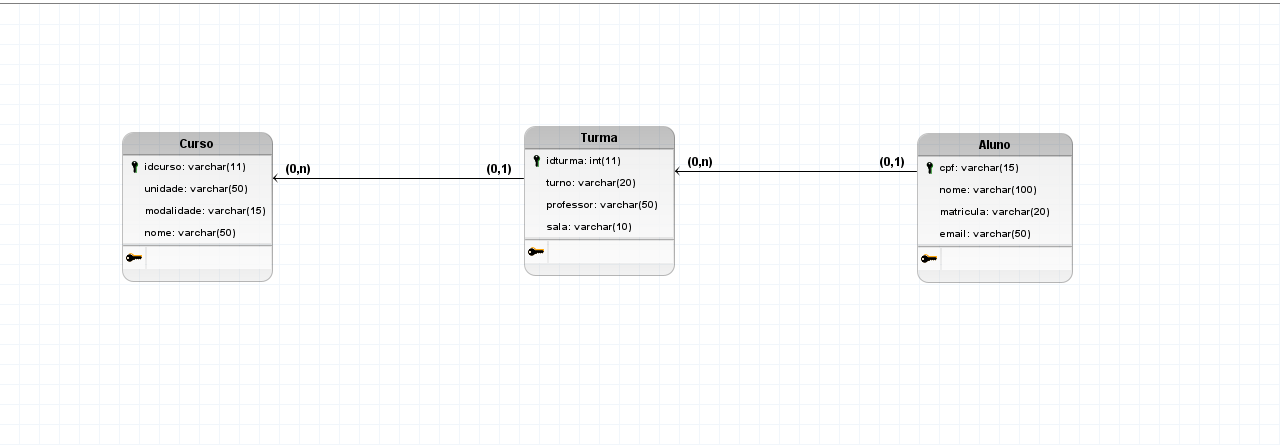 Curso
idcurso: varchar(11)
unidade: varchar(50)
modalidade: varchar(15)
nome: varchar(50)
(0,n)
(0,1)
Turma
idturma: int(11)
turno: varchar(20)
professor: varchar(50)
sala: varchar(10)
(0,n)
(0,1)
Aluno
cpf: varchar(15)
nome: varchar(100)
matricula: varchar(20)
email: varchar(50)